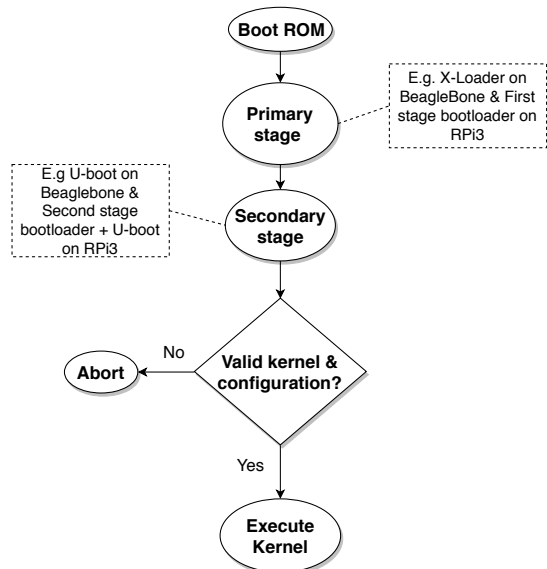 Boot ROM
E.g. X-Loader on
BeagleBone & First
stage bootloader on
RPi3
Primary
stage
E.g U-boot on
Beaglebone &
Second stage
bootloader + U-boot
on RPi3
Secondary
stage
Valid kernel &
configuration?
No
Abort
Yes
Execute
Kernel